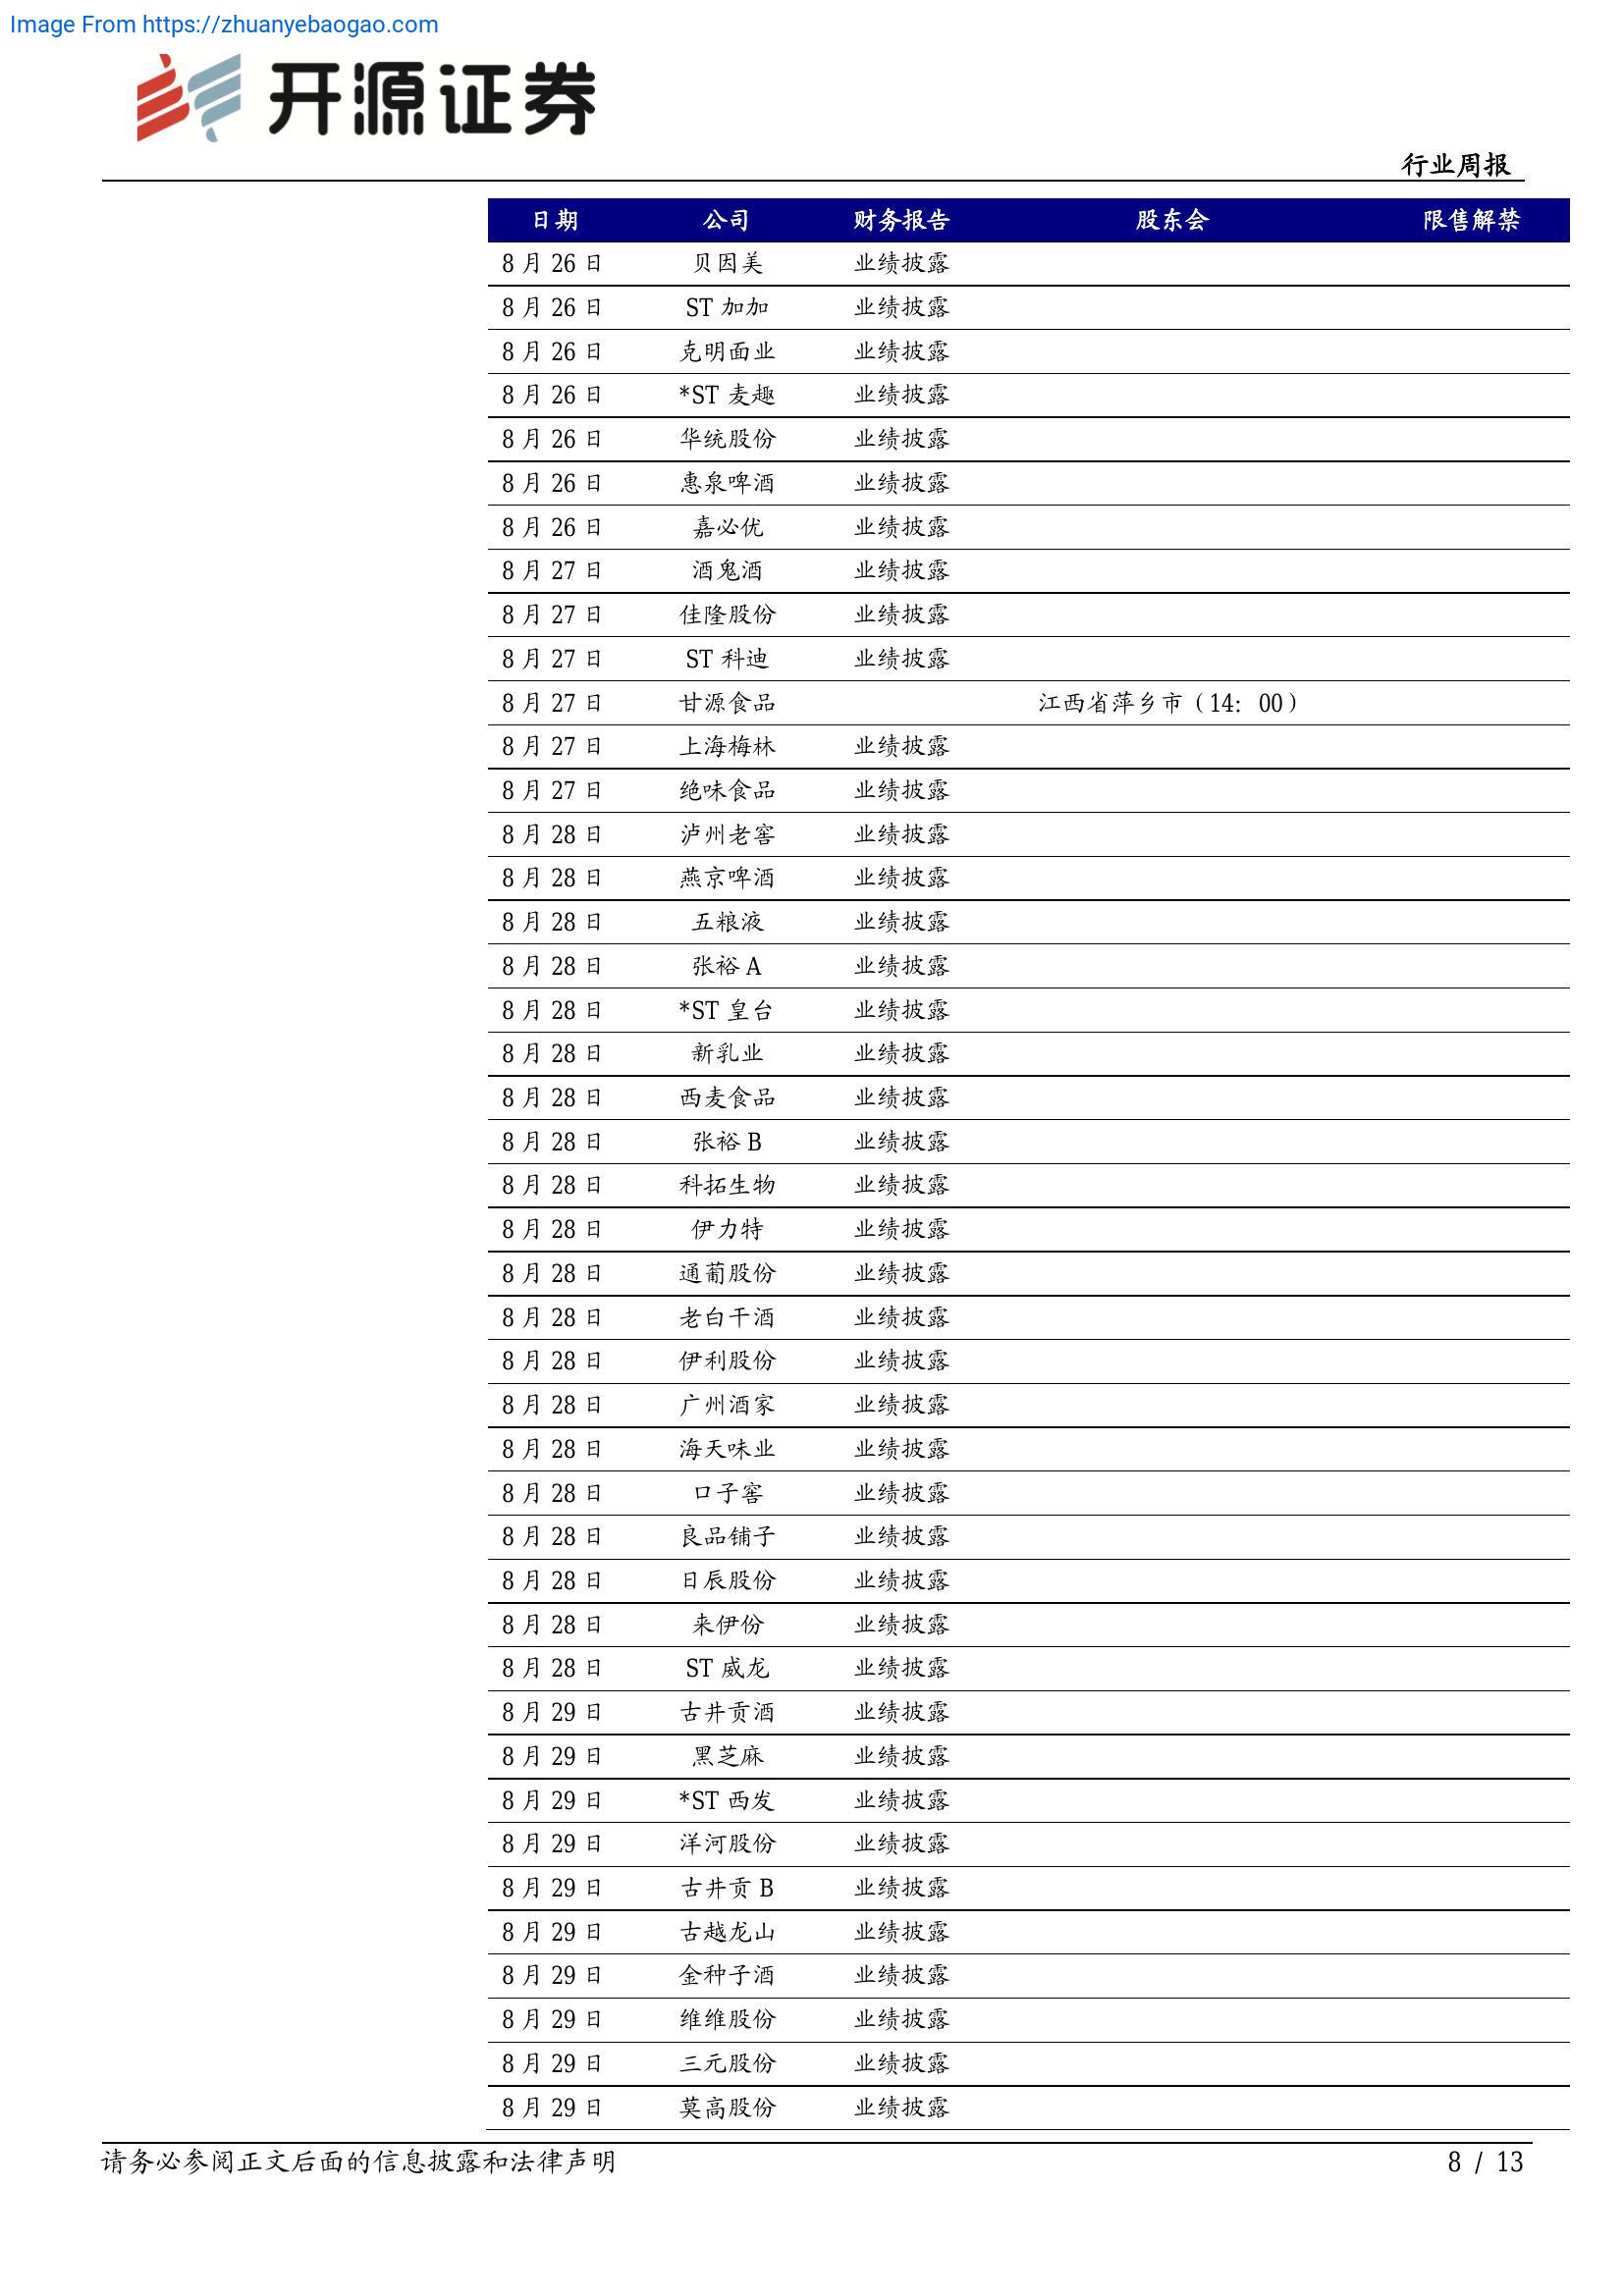 Image From https://zhuanyebaogao.com
开源证券
行业周报
日期 公司 财务报告 股东会 限售解禁
8 月 26 日 贝因美 业绩披露
8 月 26 日 ST 加加 业绩披露
8 月 26 日 克明面业 业绩披露
8 月 26 日 *ST 麦趣 业绩披露
8 月 26 日 华统股份 业绩披露
8 月 26 日 惠泉啤酒 业绩披露
8 月 26 日 嘉必优 业绩披露
8 月 27 日 酒鬼酒 业绩披露
8 月 27 日 佳隆股份 业绩披露
8 月 27 日 ST 科迪 业绩披露
8 月 27 日 甘源食品 江西省萍乡市（14：00）
8 月 27 日 上海梅林 业绩披露
8 月 27 日 绝味食品 业绩披露
8 月 28 日 泸州老窖 业绩披露
8 月 28 日 燕京啤酒 业绩披露
8 月 28 日 五粮液 业绩披露
8 月 28 日 张裕 A 业绩披露
8 月 28 日 *ST 皇台 业绩披露
8 月 28 日 新乳业 业绩披露
8 月 28 日 西麦食品 业绩披露
8 月 28 日 张裕 B 业绩披露
8 月 28 日 科拓生物 业绩披露
8 月 28 日 伊力特 业绩披露
8 月 28 日 通葡股份 业绩披露
8 月 28 日 老白干酒 业绩披露
8 月 28 日 伊利股份 业绩披露
8 月 28 日 广州酒家 业绩披露
8 月 28 日 海天味业 业绩披露
8 月 28 日 口子窖 业绩披露
8 月 28 日 良品铺子 业绩披露
8 月 28 日 日辰股份 业绩披露
8 月 28 日 来伊份 业绩披露
8 月 28 日 ST 威龙 业绩披露
8 月 29 日 古井贡酒 业绩披露
8 月 29 日 黑芝麻 业绩披露
8 月 29 日 *ST 西发 业绩披露
8 月 29 日 洋河股份 业绩披露
8 月 29 日 古井贡 B 业绩披露
8 月 29 日 古越龙山 业绩披露
8 月 29 日 金种子酒 业绩披露
8 月 29 日 维维股份 业绩披露
8 月 29 日 三元股份 业绩披露
8 月 29 日 莫高股份 业绩披露
请务必参阅正文后面的信息披露和法律声明 8 / 13